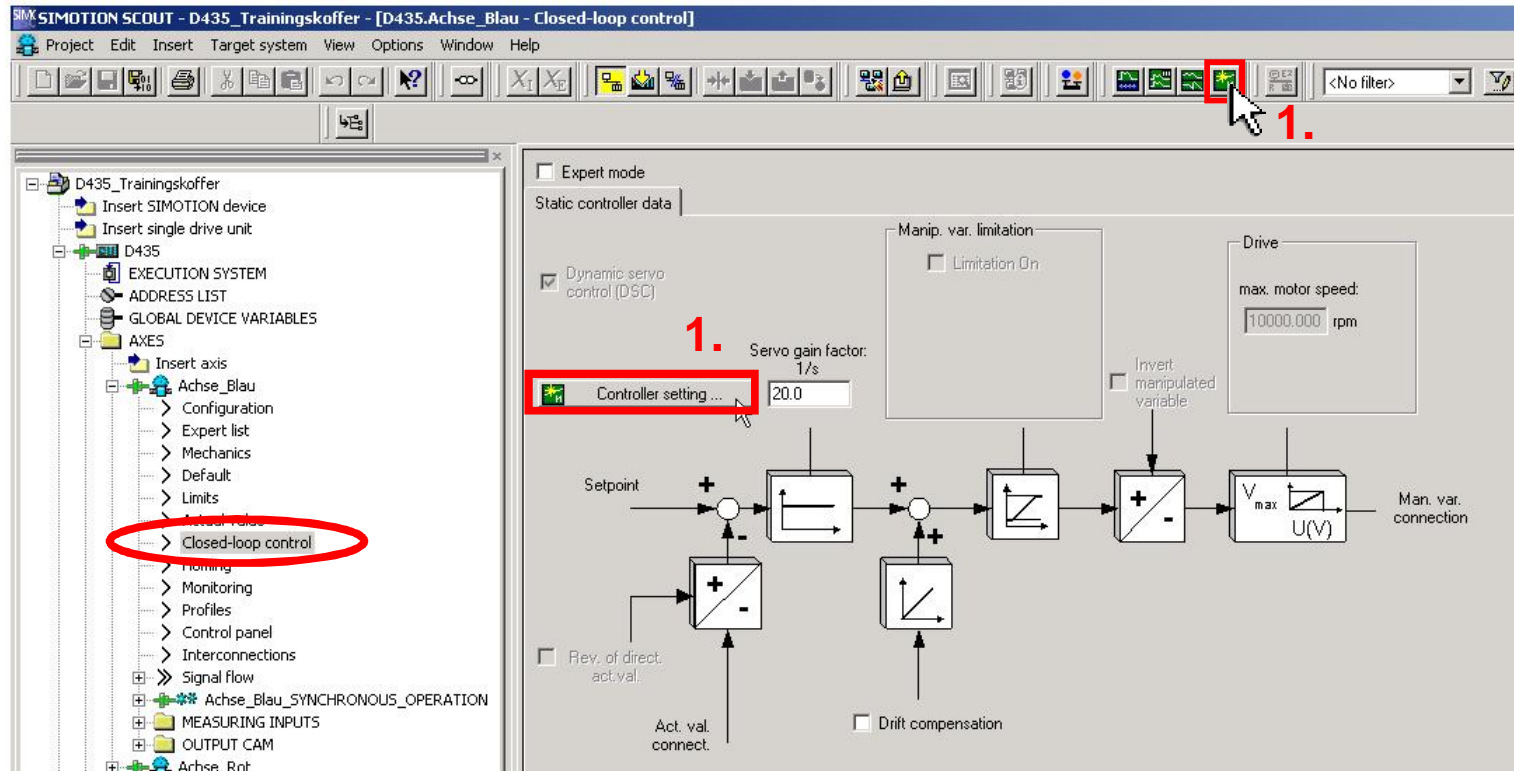 SIMOTION SCOUT - D435_Trainingskoffer - [D435.Achse_Blau - Closed-loop control]
Project Edit Insert Target system View Options Window Help
<No filter>
1.
D435_Trainingskoffer
Insert SIMOTION device
Insert single drive unit
D435
EXECUTION SYSTEM
ADDRESS LIST
GLOBAL DEVICE VARIABLES
AXES
Insert axis
Achse_Blau
Configuration
Expert list
Mechanics
Default
Limits
Actual value
Closed-loop control
Homing
Monitoring
Profiles
Control panel
Interconnections
Signal flow
Achse_Blau_SYNCHRONOUS_OPERATION
MEASURING INPUTS
OUTPUT CAM
Achse_Rot
Expert mode
Static controller data
Dynamic servo
control (DSC)
Manip. var. limitation
Limitation On
Drive
max. motor speed:
10000.000 rpm
1.
Servo gain factor:
1/s
Controller setting ...
20.0
Invert
manipulated
variable
Setpoint
+
-
+
+
+
-
V max
U(V)
Man. var.
connection
+
-
Rev. of direct.
act.val.
Act. val.
connect.
Drift compensation